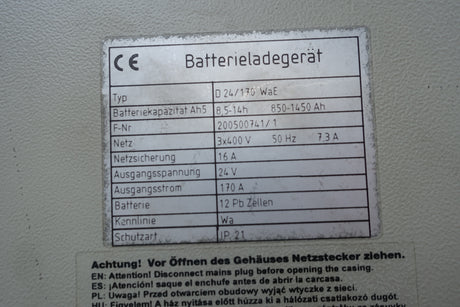 CE Batterieladegerät
Typ D 24/170 WaE
Batteriekapazität Ah5 8,5-14h 850-1450 Ah
F-Nr 200500741/1
Netz 3x400 V 50 Hz 7,3 A
Netzsicherung 16 A
Ausgangsspannung 24 V
Ausgangsstrom 170 A
Batterie 12 Pb Zellen
Kennlinie Wa
Schutzart IP 21
Achtung! Vor Öffnen des Gehäuses Netzstecker ziehen.
EN: Attention! Disconnect mains plug before opening the casing.
ES: ¡Atención! saque el enchufe antes de abrir la carcasa.
PL: Uwaga! Przed otwarciem obudowy wyjąć wtyczke z sieci.
HU: Figyelem! A ház nyitása előtt húzza ki a hálózati csatlakozó dugót.